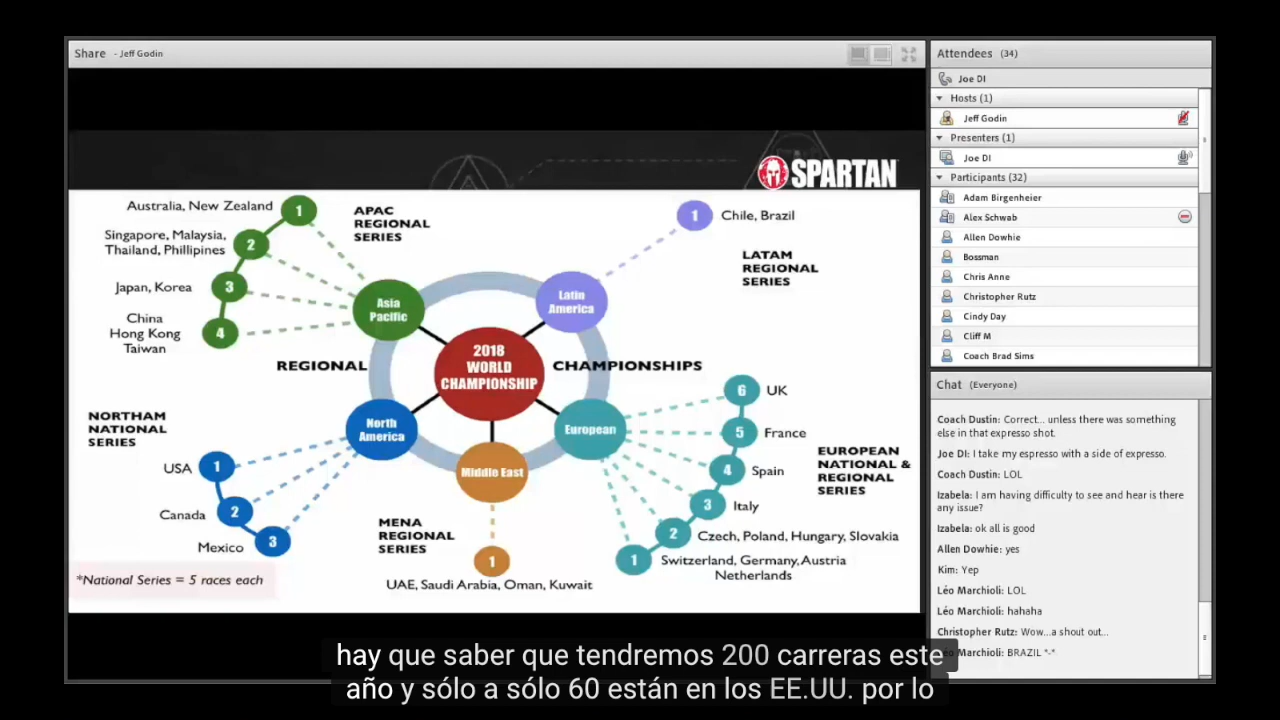 Share - Jeff Godin
SPARTAN
Australia, New Zealand
1
Singapore, Malaysia,
Thailand, Phillipines
2
Japan, Korea
3
China
Hong Kong
Taiwan
4
APAC
REGIONAL
SERIES
Asia
Pacific
1
Chile, Brazil
LATAM
REGIONAL
SERIES
Latin
America
REGIONAL
2018
WORLD
CHAMPIONSHIP
CHAMPIONSHIPS
NORTHAM
NATIONAL
SERIES
North
America
USA
1
Canada
2
Mexico
3
*National Series = 5 races each
Middle East
MENA
REGIONAL
SERIES
1
UAE, Saudi Arabia, Oman, Kuwait
European
6
UK
5
France
4
Spain
3
Italy
2
Czech, Poland, Hungary, Slovakia
1
Switzerland, Germany, Austria
Netherlands
EUROPEAN
NATIONAL &
REGIONAL
SERIES
Attendees (34)
Joe DI
Hosts (1)
Jeff Godin
Presenters (1)
Joe DI
Participants (32)
Adam Birgenheier
Alex Schwab
Allen Dowhie
Bossman
Chris Anne
Christopher Rutz
Cindy Day
Cliff M
Coach Brad Sims
Chat (Everyone)
Coach Dustin: Correct... unless there was something
else in that expresso shot.
Joe DI: I take my espresso with a side of expresso.
Coach Dustin: LOL
Izabela: I am having difficulty to see and hear is there
any issue?
Izabela: ok all is good
Allen Dowhie: yes
Kim: Yep
Léo Marchioli: LOL
Léo Marchioli: hahaha
Christopher Rutz: Wow...a shout out...
Marchioli: BRAZIL *-*
hay que saber que tendremos 200 carreras este
año y sólo a sólo 60 están en los EE.UU. por lo